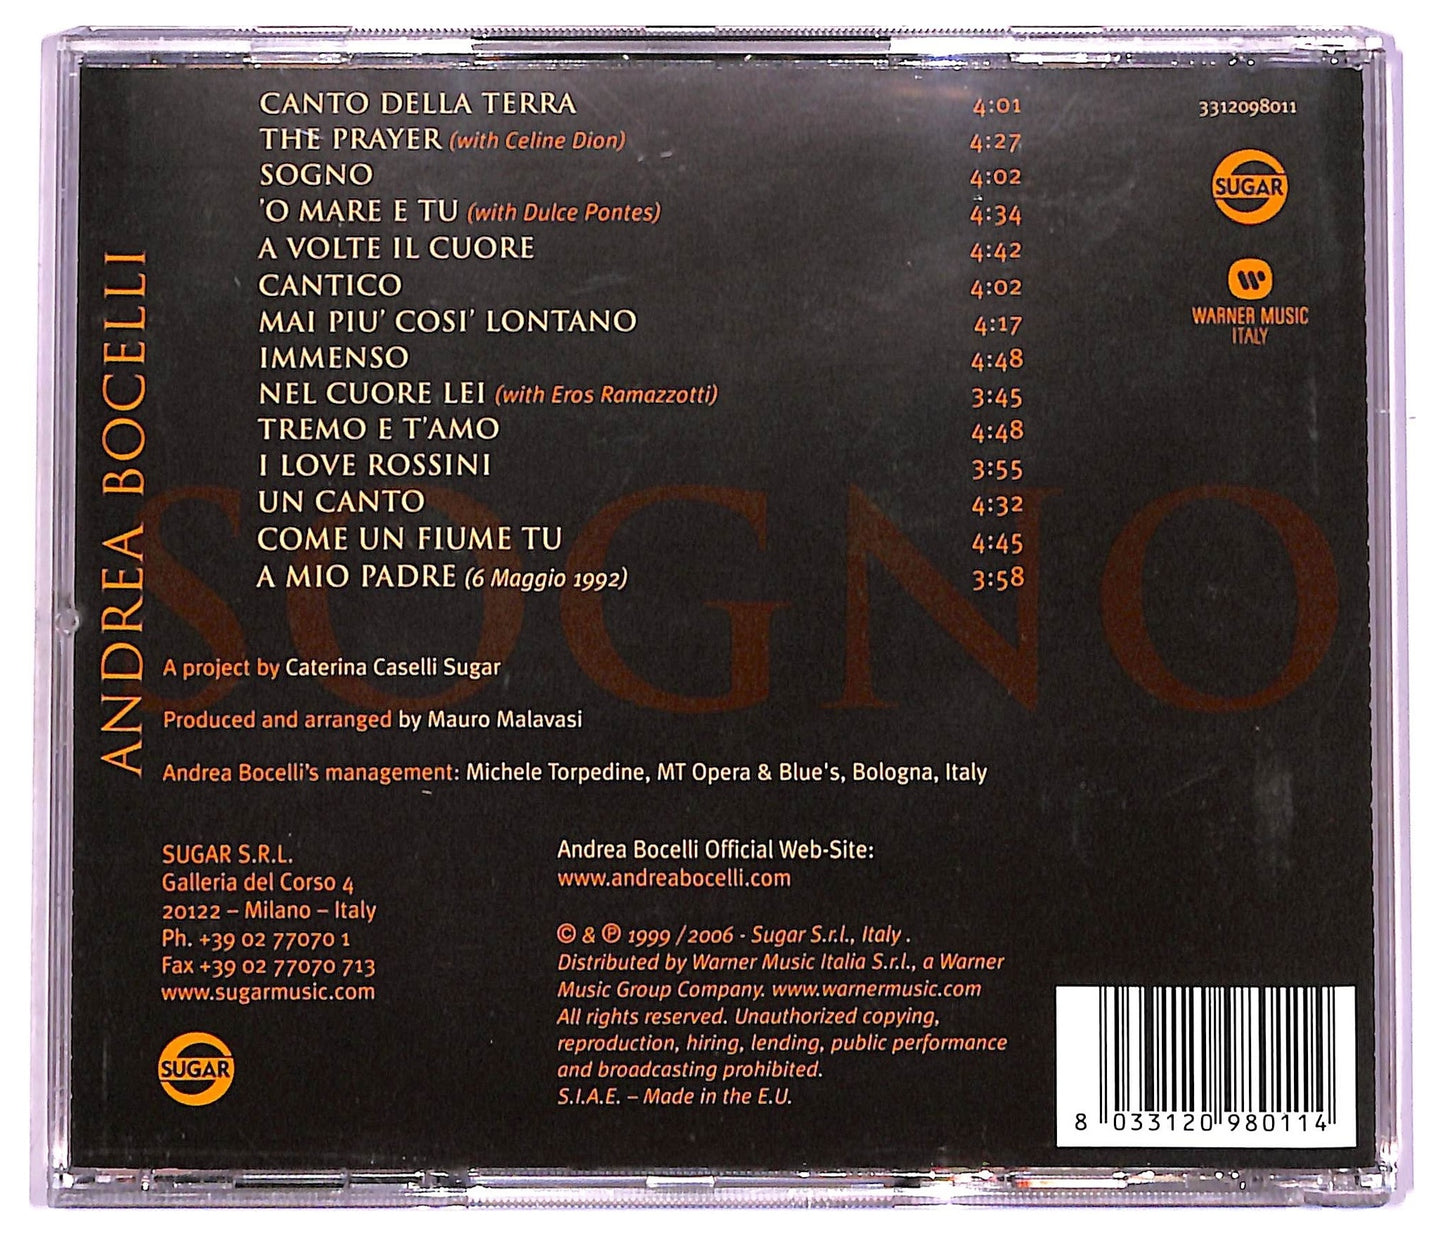 CANTO DELLA TERRA 4:01
THE PRAYER (with Celine Dion) 4:27
SOGNO 4:02
'O MARE E TU (with Dulce Pontes) 4:34
A VOLTE IL CUORE 4:42
CANTICO 4:02
MAI PIU' COSI' LONTANO 4:17
IMMENSO 4:48
NEL CUORE LEI (with Eros Ramazzotti) 3:45
TREMO E T'AMO 4:48
I LOVE ROSSINI 3:55
UN CANTO 4:32
COME UN FIUME TU 4:45
A MIO PADRE (6 Maggio 1992) 3:58
3312098011
SUGAR
WARNER MUSIC
ITALY
ANDREA BOCELLI
SOGNO
A project by Caterina Caselli Sugar
Produced and arranged by Mauro Malavasi
Andrea Bocelli's management: Michele Torpedine, MT Opera & Blue's, Bologna, Italy
SUGAR S.R.L.
Galleria del Corso 4
20122 – Milano – Italy
Ph. +39 02 77070 1
Fax +39 02 77070 713
www.sugarmusic.com
SUGAR
Andrea Bocelli Official Web-Site:
www.andreabocelli.com
© & ℗ 1999 /2006 - Sugar S.r.l., Italy .
Distributed by Warner Music Italia S.r.l., a Warner
Music Group Company. www.warnermusic.com
All rights reserved. Unauthorized copying,
reproduction, hiring, lending, public performance
and broadcasting prohibited.
S.I.A.E. – Made in the E.U.
8 033120 980114